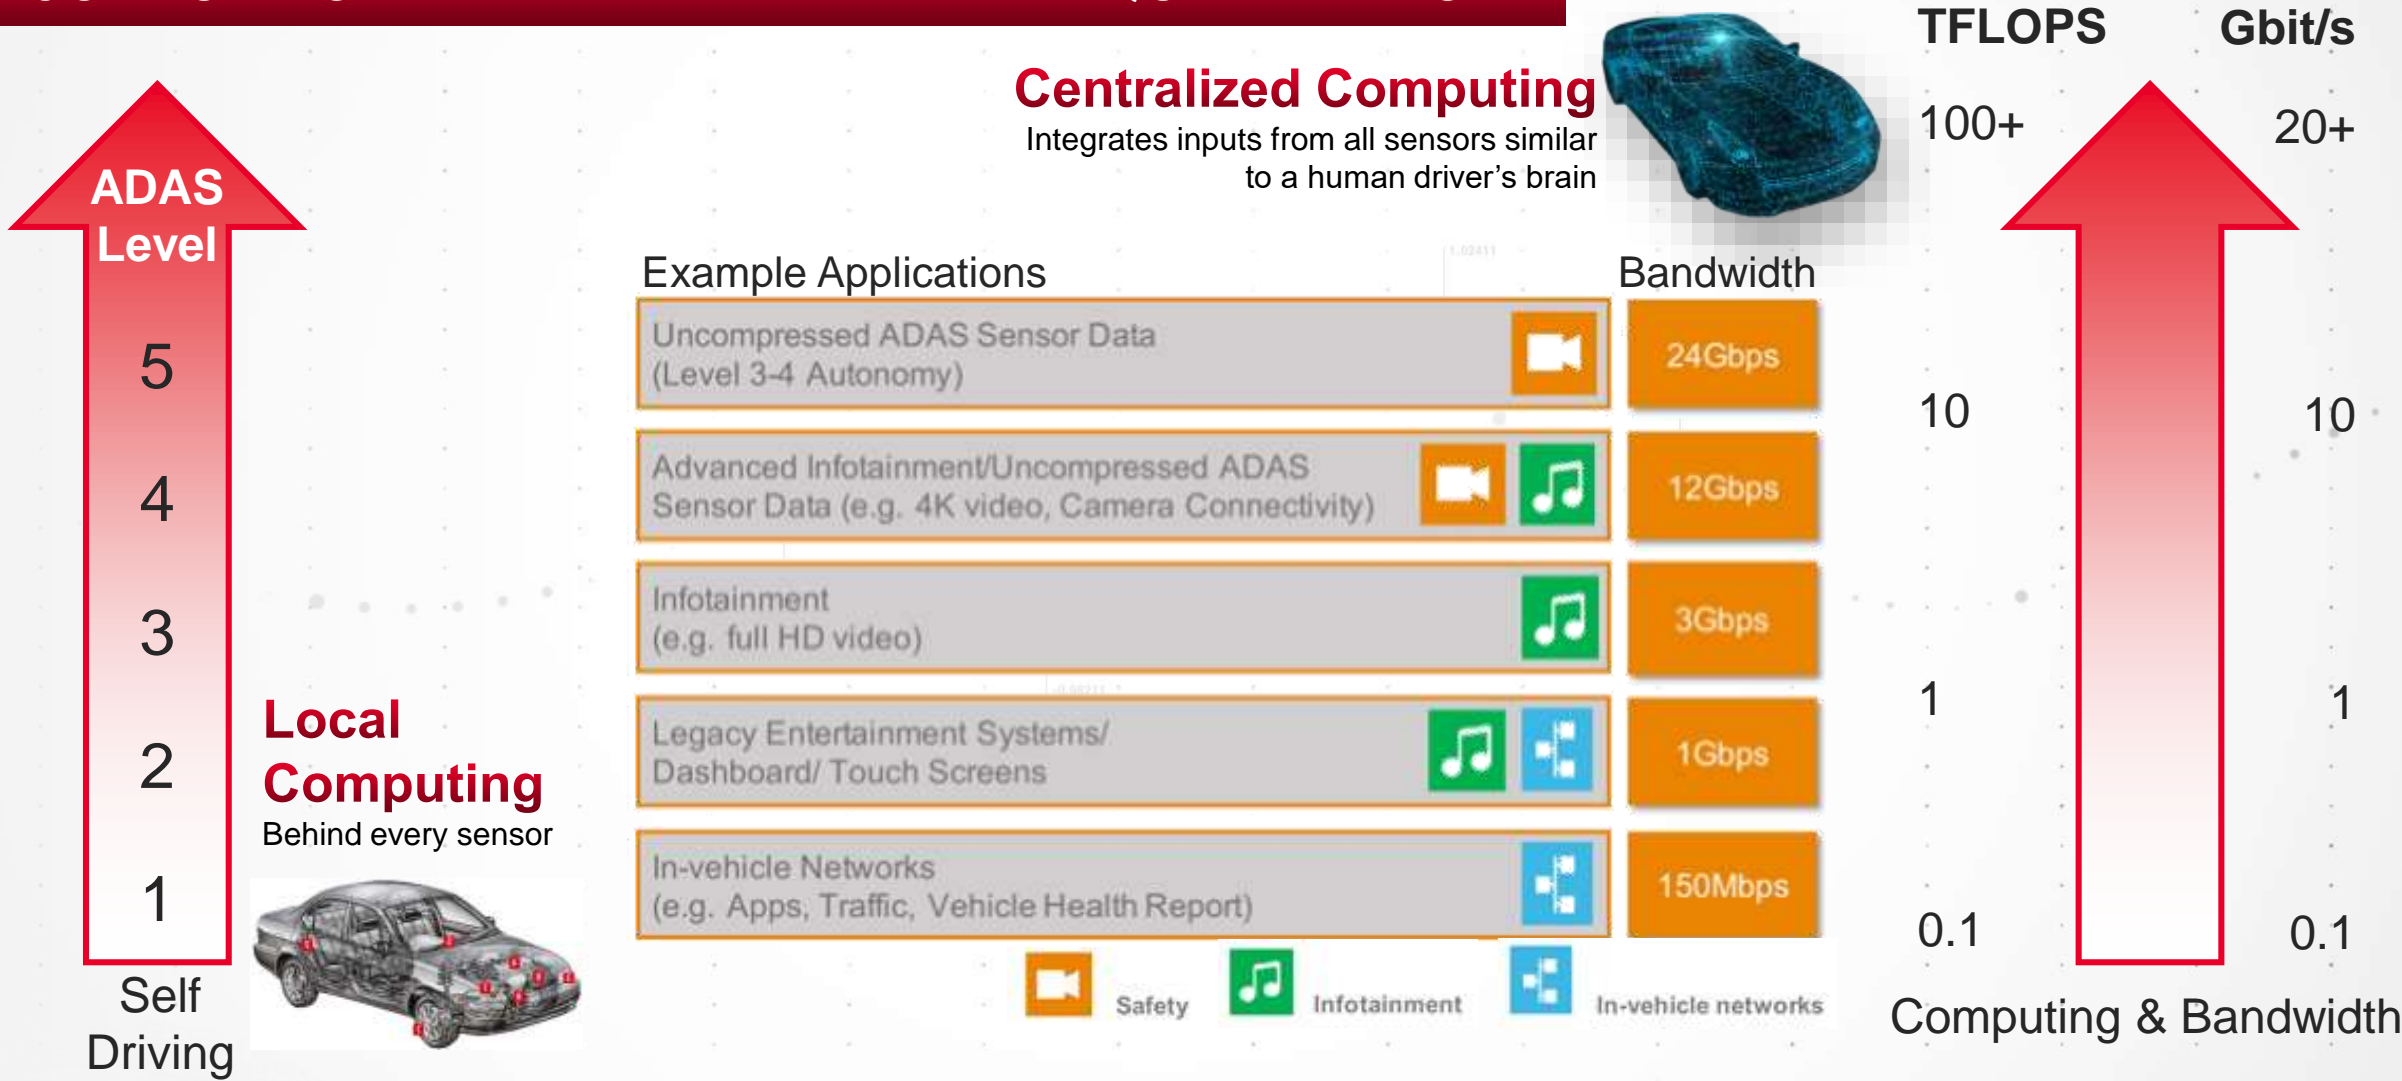 TFLOPS
Gbit/s
Centralized Computing
Integrates inputs from all sensors similar
to a human driver's brain
100+
20+
ADAS
Level
5
4
3
2
1
Self
Driving
Local
Computing
Behind every sensor
Example Applications
Bandwidth
Uncompressed ADAS Sensor Data
(Level 3-4 Autonomy)
24Gbps
Advanced Infotainment/Uncompressed ADAS
Sensor Data (e.g. 4K video, Camera Connectivity)
12Gbps
Infotainment
(e.g. full HD video)
3Gbps
Legacy Entertainment Systems/
Dashboard/ Touch Screens
1Gbps
In-vehicle Networks
(e.g. Apps, Traffic, Vehicle Health Report)
150Mbps
Safety
Infotainment
In-vehicle networks
10
10
1
1
0.1
0.1
Computing & Bandwidth
1.02411